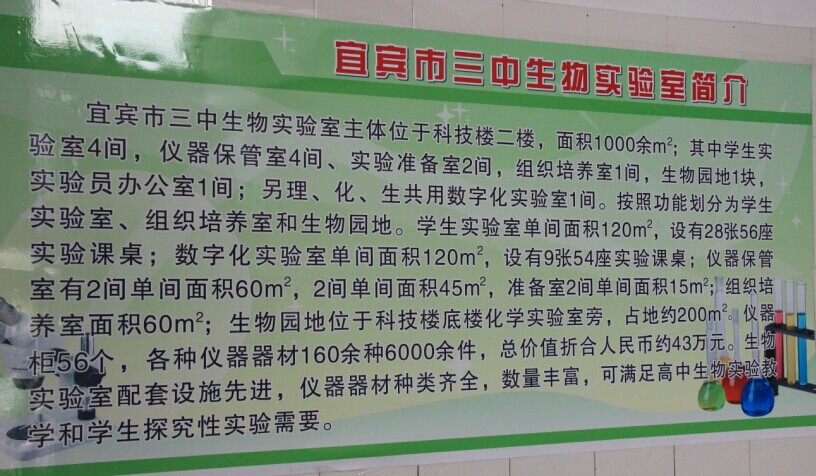 宜宾市三中生物实验室简介
宜宾市三中生物实验室主体位于科技楼二楼，面积1000余m²；其中学生实
验室4间，仪器保管室4间、实验准备室2间，组织培养室1间，生物园地1块，
实验员办公室1间；另理、化、生共用数字化实验室1间。按照功能划分为学生
实验室、组织培养室和生物园地。学生实验室单间面积120m²，设有28张56座
实验课桌；数字化实验室单间面积120m²，设有9张54座实验课桌；仪器保管
室有2间单间面积60m²，2间单间面积45m²，准备室2间单间面积15m²；组织培
养室面积60m²；生物园地位于科技楼底楼化学实验室旁，占地约200m²。仪器
柜56个，各种仪器器材160余种6000余件，总价值折合人民币约43万元。生物
实验室配套设施先进，仪器器材种类齐全，数量丰富，可满足高中生物实验教
学和学生探究性实验需要。